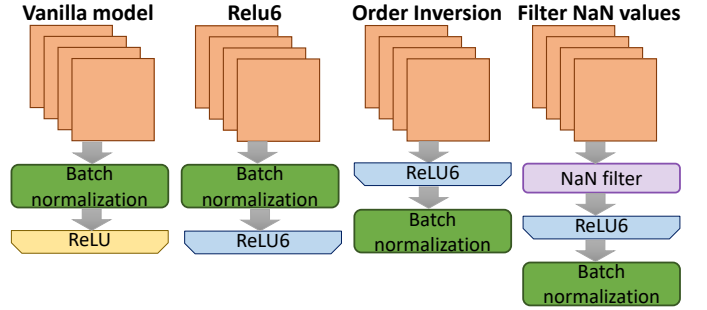 Vanilla model
Relu6
Order Inversion
Filter NaN values
Batch
normalization
ReLU
Batch
normalization
ReLU6
ReLU6
Batch
normalization
NaN filter
ReLU6
Batch
normalization